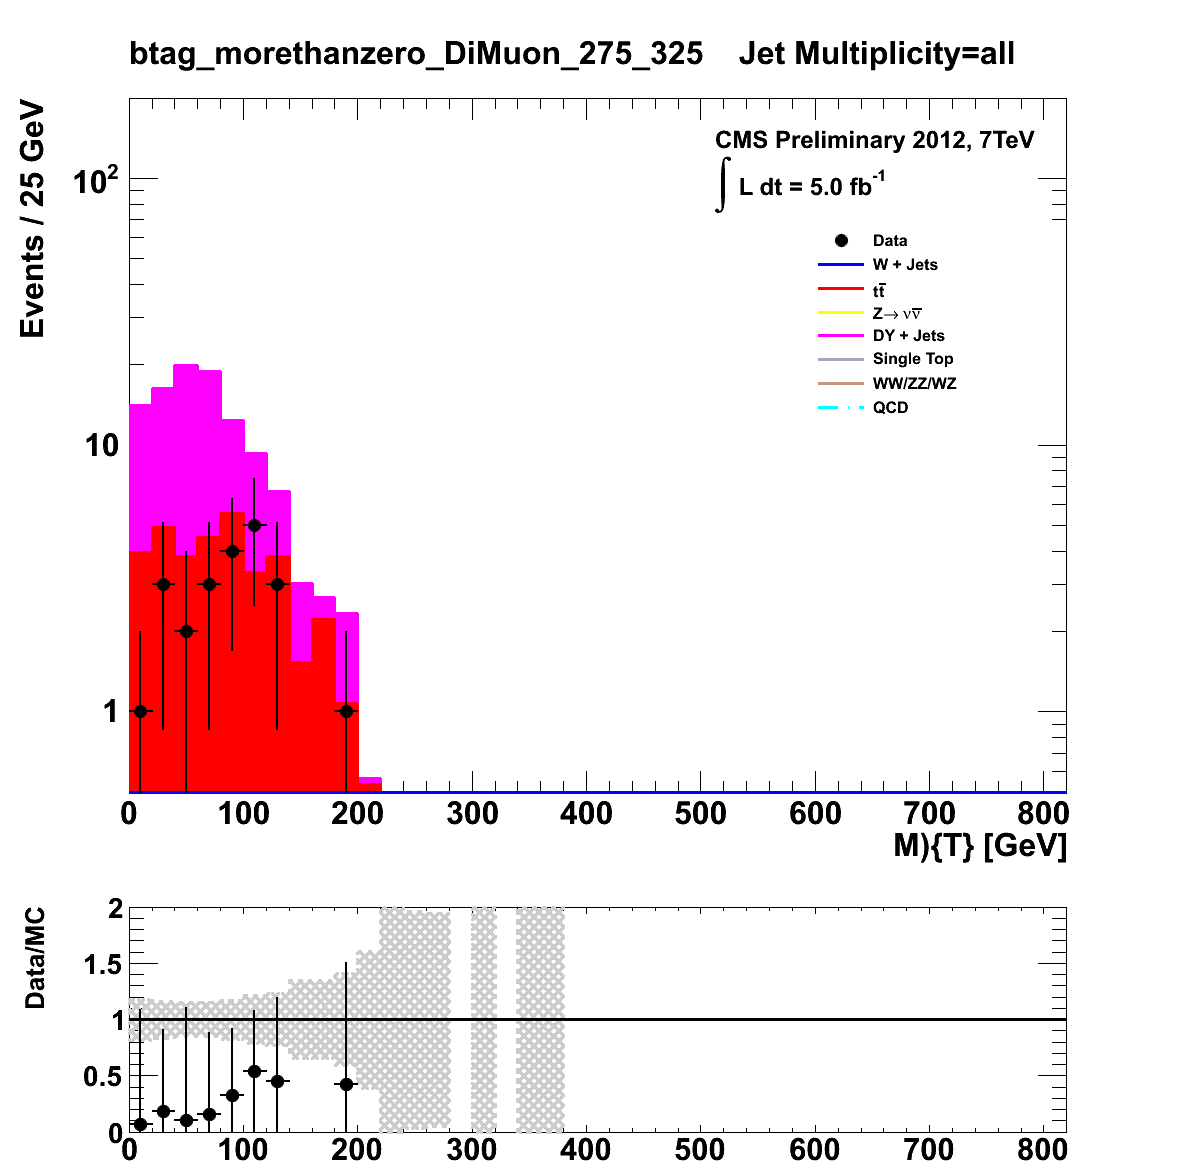 btag_morethanzero_DiMuon_275_325 Jet Multiplicity=all
Events / 25 GeV
CMS Preliminary 2012, 7TeV
∫ L dt = 5.0 fb⁻¹
Data
W + Jets
tt̅
Z→ νν̅
DY + Jets
Single Top
WW/ZZ/WZ
QCD
10²
10
1
0 100 200 300 400 500 600 700 800
M){T} [GeV]
Data/MC
2
1.5
1
0.5
0
0 100 200 300 400 500 600 700 800